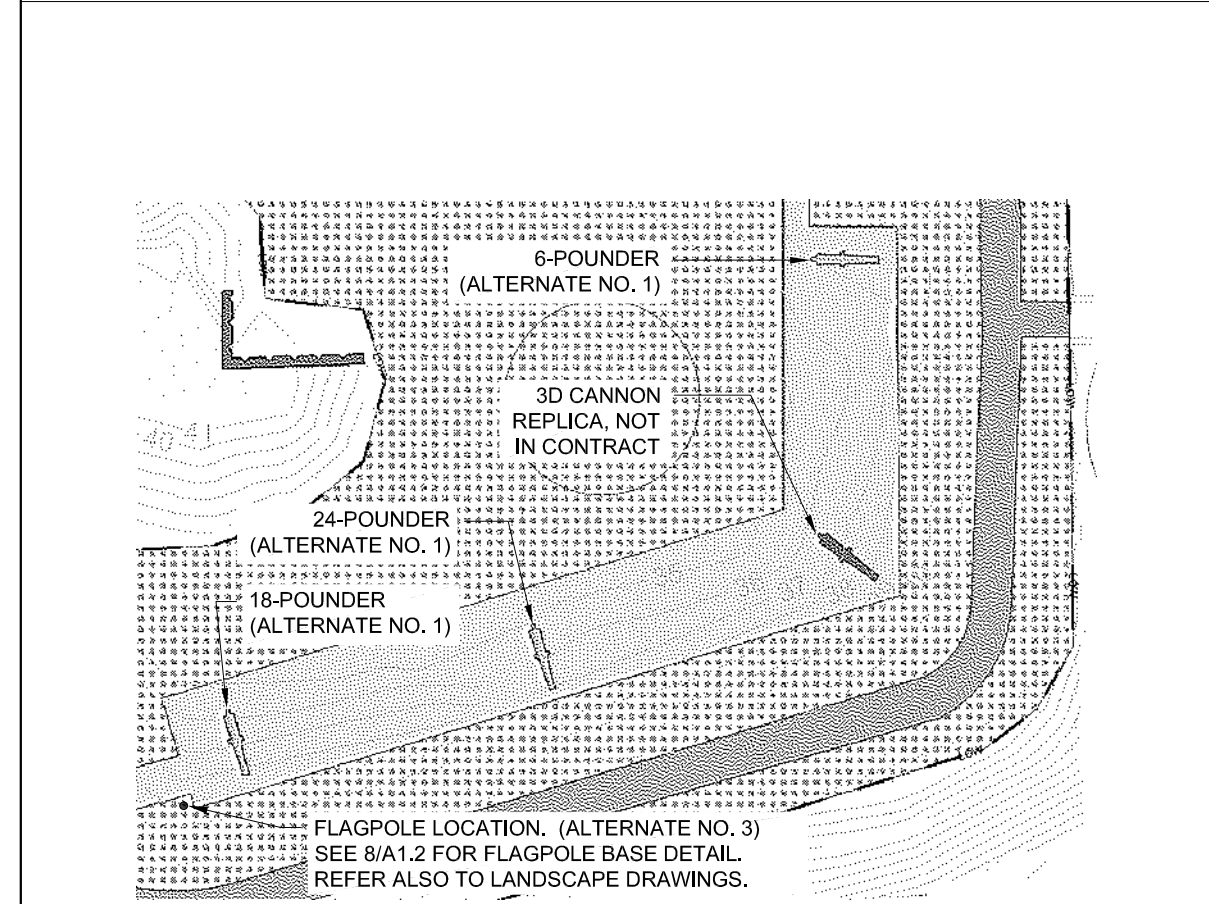 6-POUNDER
(ALTERNATE NO. 1)
3D CANNON
REPLICA, NOT
IN CONTRACT
40
41
24-POUNDER
(ALTERNATE NO. 1)
18-POUNDER
(ALTERNATE NO. 1)
FLAGPOLE LOCATION. (ALTERNATE NO. 3)
SEE 8/A1.2 FOR FLAGPOLE BASE DETAIL.
REFER ALSO TO LANDSCAPE DRAWINGS.